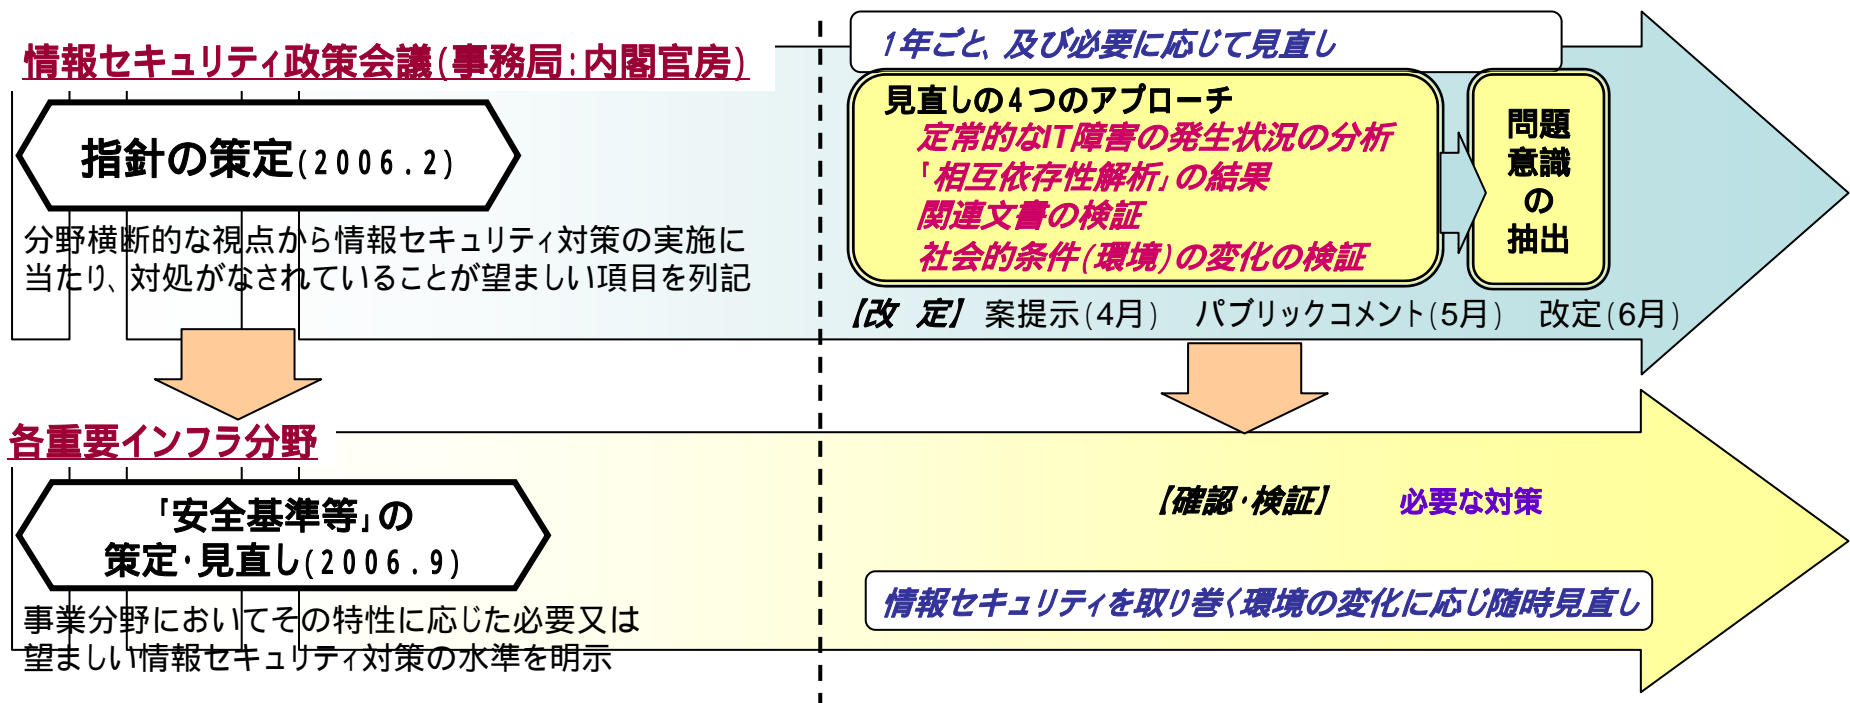 情報セキュリティ政策会議(事務局:内閣官房)
指針の策定(2006.2)
分野横断的な視点から情報セキュリティ対策の実施に
当たり、対処がなされていることが望ましい項目を列記
1年ごと、及び必要に応じて見直し
見直しの4つのアプローチ
定常的なIT障害の発生状況の分析
「相互依存性解析」の結果
関連文書の検証
社会的条件(環境)の変化の検証
問題
意識
の
抽出
【改 定】 案提示(4月) パブリックコメント(5月) 改定(6月)
各重要インフラ分野
「安全基準等」の
策定・見直し(2006.9)
事業分野においてその特性に応じた必要又は
望ましい情報セキュリティ対策の水準を明示
【確認・検証】 必要な対策
情報セキュリティを取り巻く環境の変化に応じ随時見直し